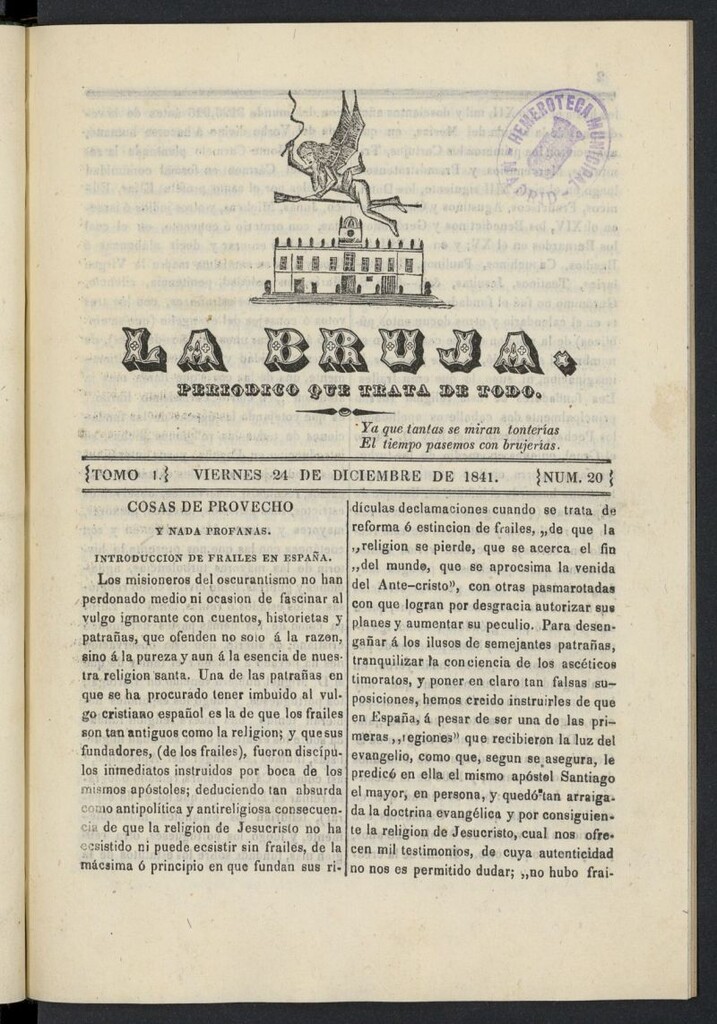 HEMEROTECA MUNICIPAL
MADRID
LA BRUJA.
PERIODICO QUE TRATA DE TODO.
Ya que tantas se miran tonterías
El tiempo pasemos con brujerías.
TOMO 1. VIERNES 24 DE DICIEMBRE DE 1841. NUM. 20
COSAS DE PROVECHO
Y NADA PROFANAS.
INTRODUCCION DE FRAILES EN ESPAÑA.
Los misioneros del oscurantismo no han
perdonado medio ni ocasion de fascinar al
vulgo ignorante con cuentos, historietas y
patrañas, que ofenden no solo á la razon,
sino á la pureza y aun á la esencia de nues-
tra religion santa. Una de las patrañas en
que se ha procurado tener imbuido al vul-
go cristiano español es la de que los frailes
son tan antiguos como la religion; y que sus
fundadores, (de los frailes), fueron discípu-
los inmediatos instruidos por boca de los
mismos apóstoles; deduciendo tan absurda
como antipolítica y antireligiosa consecuen-
cia de que la religion de Jesucristo no ha
ecsistido ni puede ecsistir sin frailes, de la
mácsima ó principio en que fundan sus ri-
dículas declamaciones cuando se trata de
reforma ó estincion de frailes, „de que la
„religion se pierde, que se acerca el fin
„del mundo, que se aprocsima la venida
del Ante-cristo”, con otras pasmarotadas
con que logran por desgracia autorizar sus
planes y aumentar su peculio. Para desen-
gañar á los ilusos de semejantes patrañas,
tranquilizar la conciencia de los ascéticos
timoratos, y poner en claro tan falsas su-
posiciones, hemos creido instruirles de que
en España, á pesar de ser una de las pri-
meras „regiones” que recibieron la luz del
evangelio, como que, segun se asegura, le
predicó en ella el mismo apóstol Santiago
el mayor, en persona, y quedó tan arraiga-
da la doctrina evangélica y por consiguien-
te la religion de Jesucristo, cual nos ofre-
cen mil testimonios, de cuya autenticidad
no nos es permitido dudar; „no hubo frai-